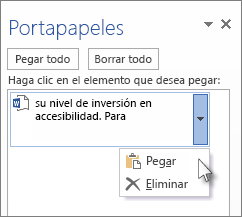 Portapapeles
Pegar todo Borrar todo
Haga clic en el elemento que desea pegar:
su nivel de inversión en
accesibilidad. Para
Pegar
Eliminar